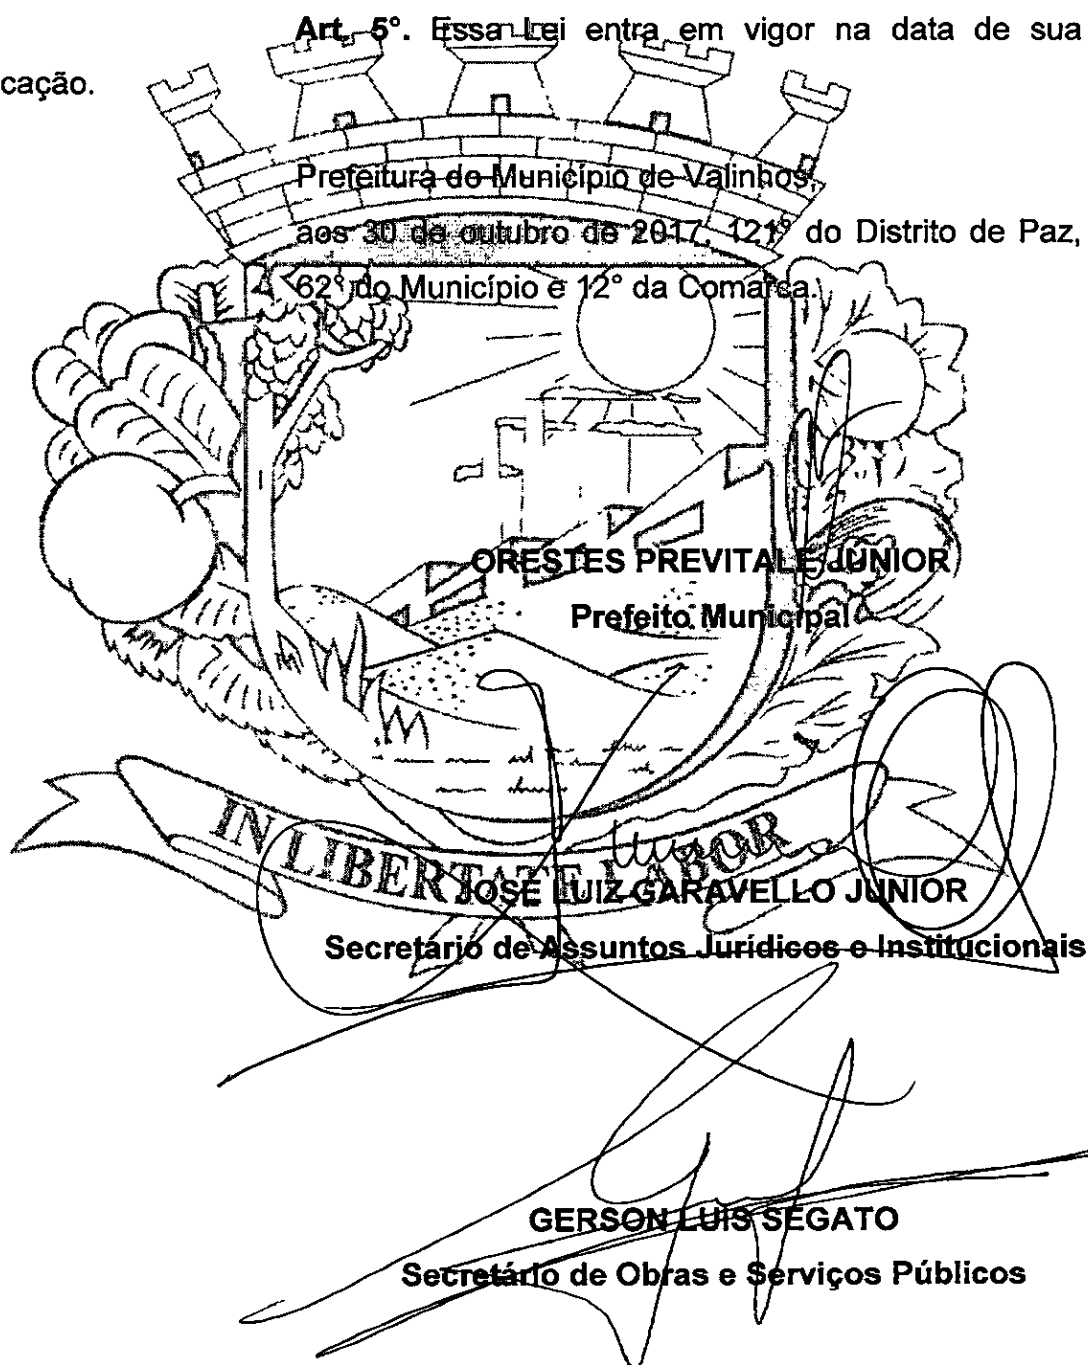 Art. 5°. Essa Lei entra em vigor na data de sua
cação.
Prefeitura do Município de Valinhos,
aos 30 de outubro de 2017, 121° do Distrito de Paz,
62° do Município e 12° da Comarca.
ORESTES PREVITALE JUNIOR
Prefeito Municipal
IN LIBERTATE LABOR
JOSÉ LUIZ GARAVELLO JUNIOR
Secretário de Assuntos Jurídicos e Institucionais
GERSON LUIS SEGATO
Secretário de Obras e Serviços Públicos